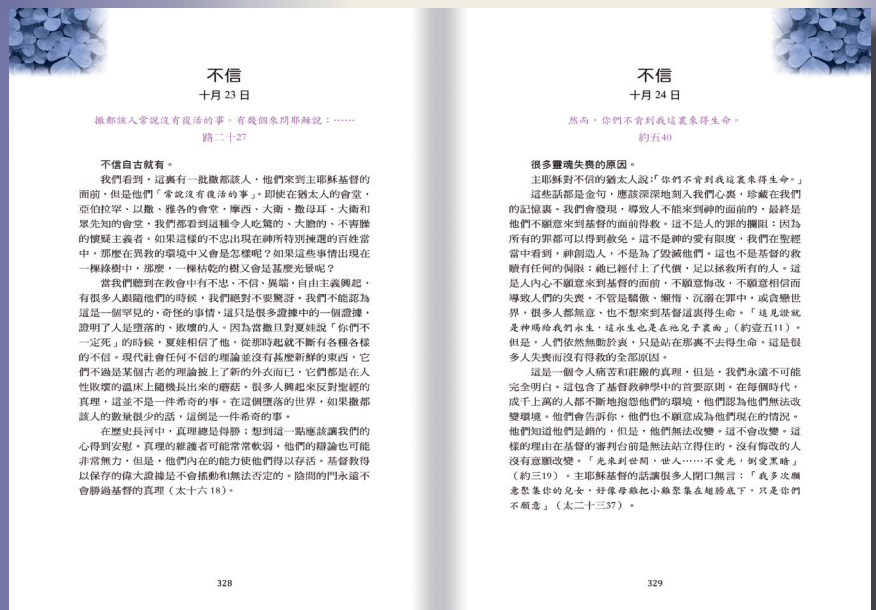 不信
十月 23 日
撒都該人常說沒有復活的事。有幾個來問耶穌說：……
路二十27
不信自古就有。
我們看到，這裏有一批撒都該人，他們來到主耶穌基督的
面前，但是他們「常說沒有復活的事」。即使在猶太人的會堂，
亞伯拉罕、以撒、雅各的會堂，摩西、大衛、撒母耳、大衛和
眾先知的會堂，我們都看到這種令人吃驚的、大膽的、不害臊
的懷疑主義者。如果這樣的不忠出現在神所特別揀選的百姓當
中，那麼在異教的環境中又會是怎樣呢？如果這些事情出現在
一棵綠樹中，那麼，一棵枯乾的樹又會是甚麼光景呢？
當我們聽到在教會中有不忠、不信、異端，自由主義興起，
有很多人跟隨他們的時候，我們絕對不要驚訝。我們不能認為
這是一個罕見的、奇怪的事情，這只是很多證據中的一個證據，
證明了人是墮落的、敗壞的人。因為當撒旦對夏娃說「你們不
一定死」的時候，夏娃相信了他，從那時起就不斷有各種各樣
的不信。現代社會任何不信的理論並沒有甚麼新鮮的東西，它
們不過是某個古老的理論披上了新的外衣而已，它們都是在人
性敗壞的溫床上隨機長出來的蘑菇。很多人興起來反對聖經的
真理，這並不是一件希奇的事。在這個墮落的世界，如果撒都
該人的數量很少的話，這倒是一件希奇的事。
在歷史長河中，真理總是得勝；想到這一點應該讓我們的
心得到安慰。真理的維護者可能常常軟弱，他們的辯論也可能
非常無力，但是，他們內在的能力使他們得以存活。基督教得
以保存的偉大證據是不會搖動和無法否定的。陰間的門永遠不
會勝過基督的真理（太十六 18）。
328
不信
十月 24 日
然而，你們不肯到我這裏來得生命。
約五40
很多靈魂失喪的原因。
主耶穌對不信的猶太人說：「你們不肯到我這裏來得生命。」
這些話都是金句，應該深深地刻入我們心裏，珍藏在我們
的記憶裏。我們會發現，導致人不能來到神的面前的，最終是
他們不願意來到基督的面前得救。這不是人的罪的攔阻；因為
所有的罪都可以得到赦免。這不是神的愛有限度，我們在聖經
當中看到，神創造人，不是為了毀滅他們。這也不是基督的救
贖有任何的侷限；祂已經付上了代價，足以拯救所有的人。這
是人內心不願意來到基督的面前，不願意悔改，不願意相信而
導致人們的失喪。不管是驕傲、懶惰、沉溺在罪中，或貪戀世
界，很多人都無意、也不想來到基督這裏得生命。「這見證就
是神賜給我們永生，這永生也是在祂兒子裏面」（約壹五11）。
但是，人們依然無動於衷，只是站在那裏不去得生命。這是很
多人失喪而沒有得救的全部原因。
這是一個令人痛苦和莊嚴的真理，但是，我們永遠不可能
完全明白。這包含了基督教神學中的首要原則。在每個時代，
成千上萬的人都不斷地抱怨他們的環境，他們認為他們無法改
變環境。他們會告訴你，他們也不願意成為他們現在的情況。
他們知道他們是錯的，但是，他們無法改變。這不會改變。這
樣的理由在基督的審判台前是無法站立得住的。沒有悔改的人
沒有意願改變。「光來到世間，世人……不愛光，倒愛黑暗」
（約三19）。主耶穌基督的話讓很多人閉口無言：「我多次願
意聚集你的兒女，好像母雞把小雞聚集在翅膀底下，只是你們
不願意」（太二十三37）。
329